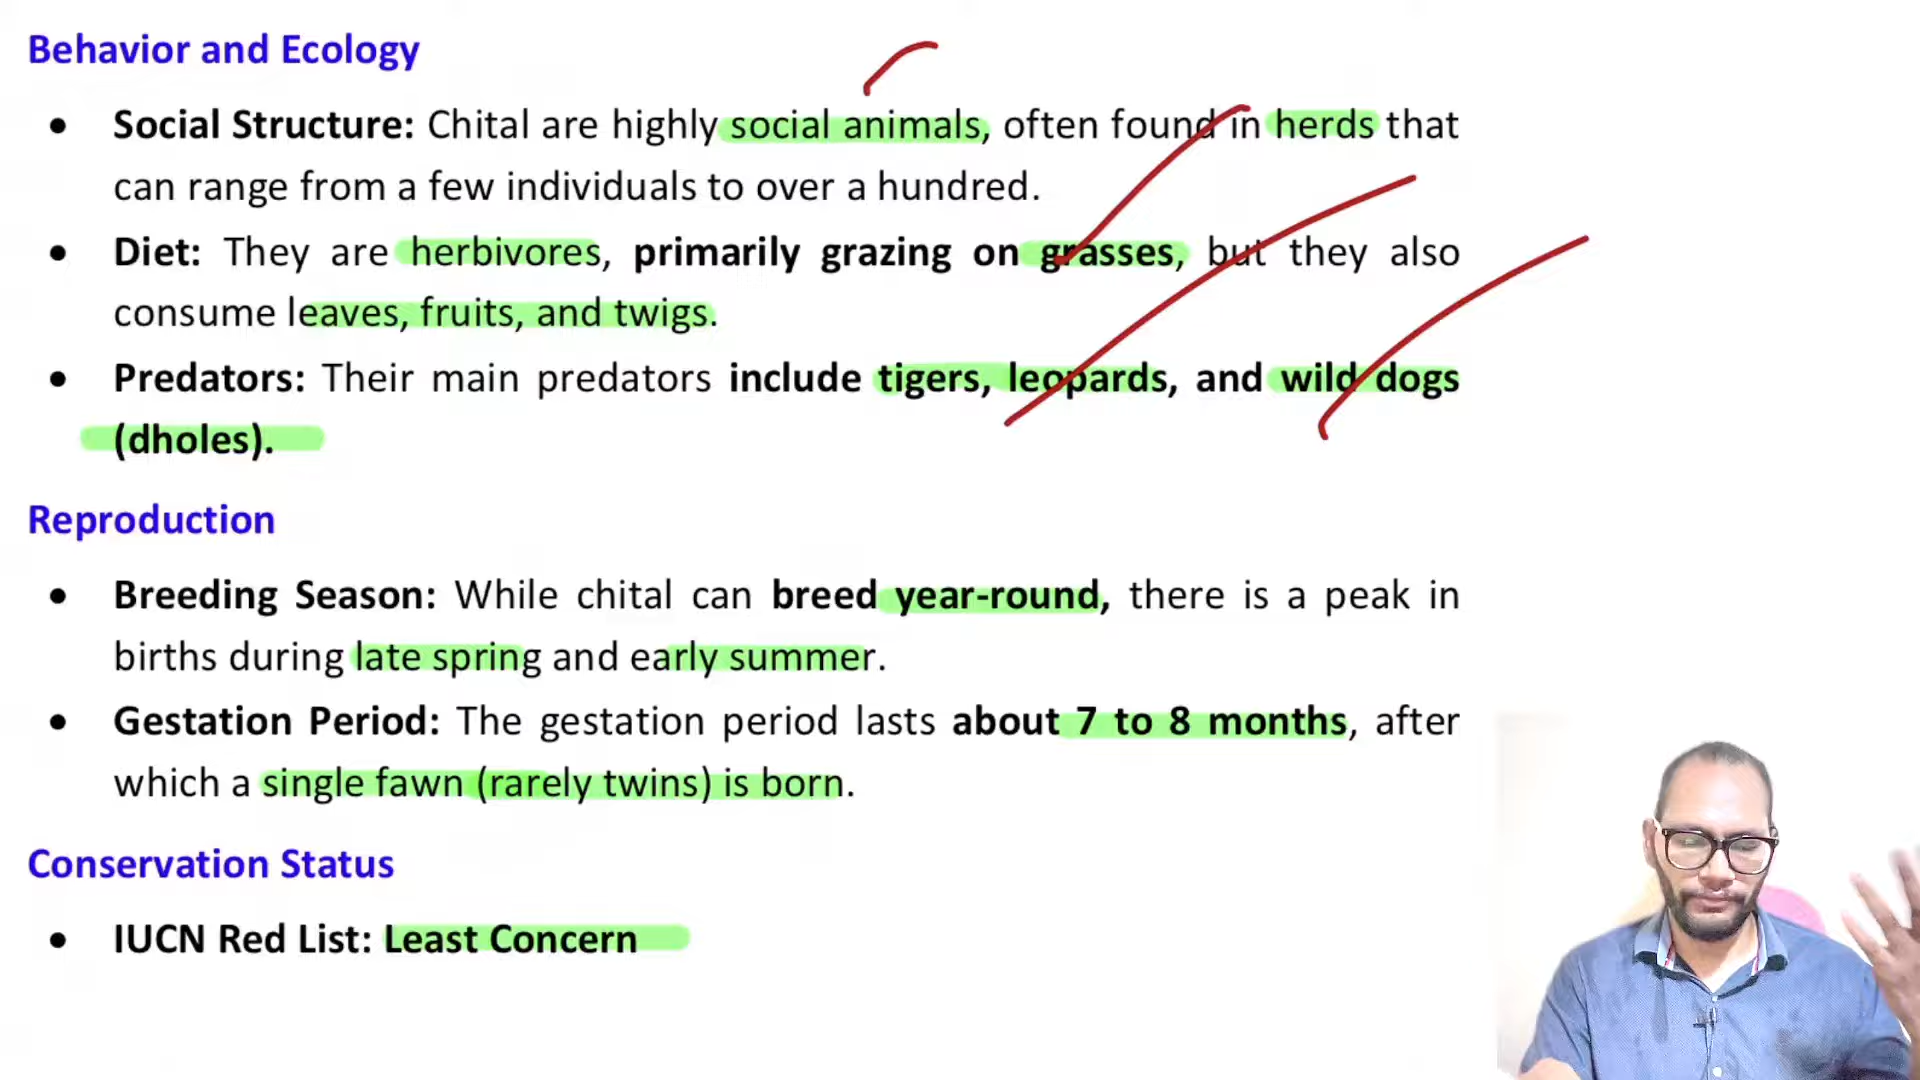 Behavior and Ecology
• Social Structure: Chital are highly social animals, often found in herds that
can range from a few individuals to over a hundred.
• Diet: They are herbivores, primarily grazing on grasses, but they also
consume leaves, fruits, and twigs.
• Predators: Their main predators include tigers, leopards, and wild dogs
(dholes).
Reproduction
• Breeding Season: While chital can breed year-round, there is a peak in
births during late spring and early summer.
• Gestation Period: The gestation period lasts about 7 to 8 months, after
which a single fawn (rarely twins) is born.
Conservation Status
• IUCN Red List: Least Concern